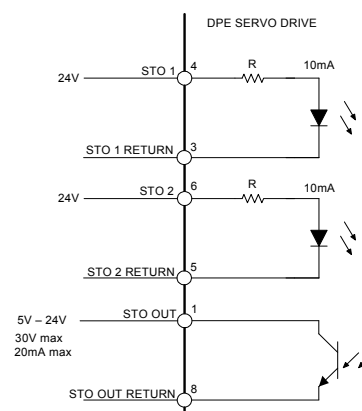 DPE SERVO DRIVE
24V STO 1 4 R 10mA
STO 1 RETURN 3
24V STO 2 6 R 10mA
STO 2 RETURN 5
5V – 24V STO OUT 1
30V max
20mA max
STO OUT RETURN 8